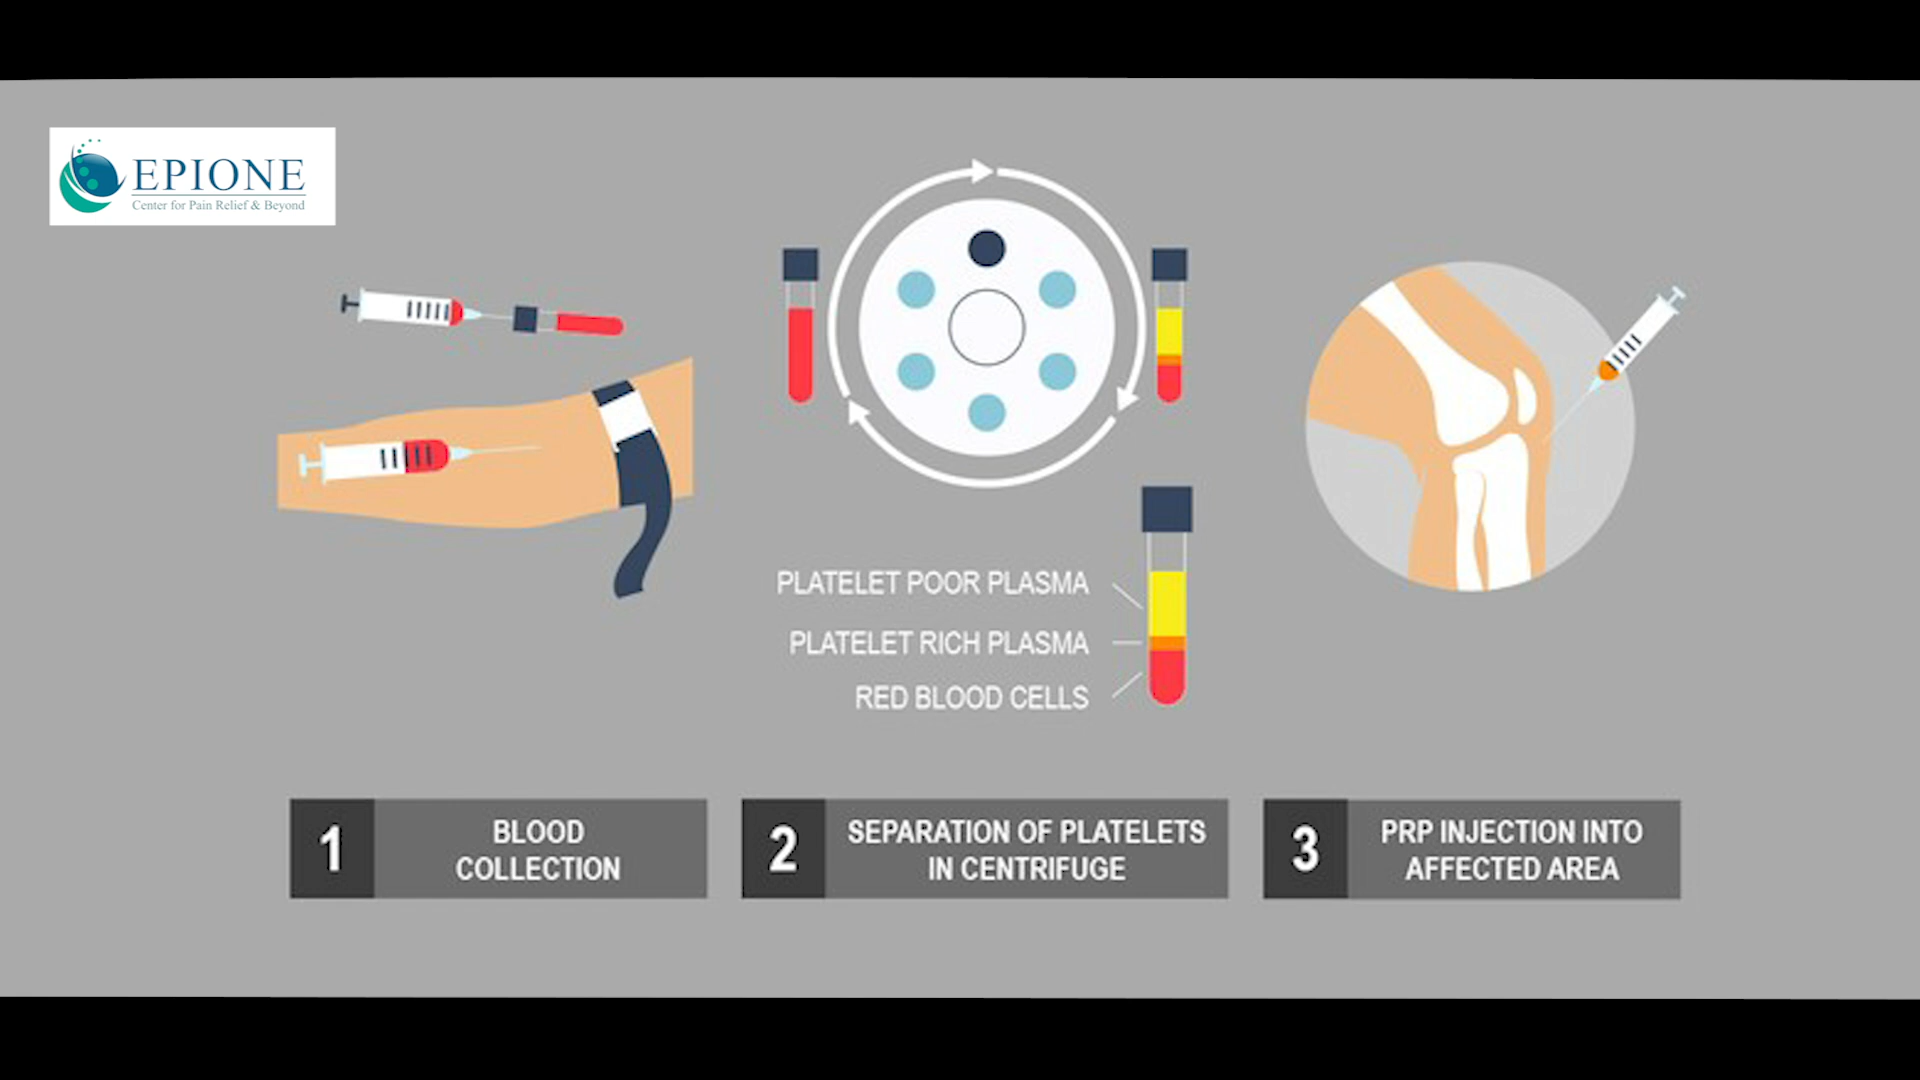 EPIONE
Center for Pain Relief & Beyond
PLATELET POOR PLASMA
PLATELET RICH PLASMA
RED BLOOD CELLS
1
BLOOD
COLLECTION
2
SEPARATION OF PLATELETS
IN CENTRIFUGE
3
PRP INJECTION INTO
AFFECTED AREA